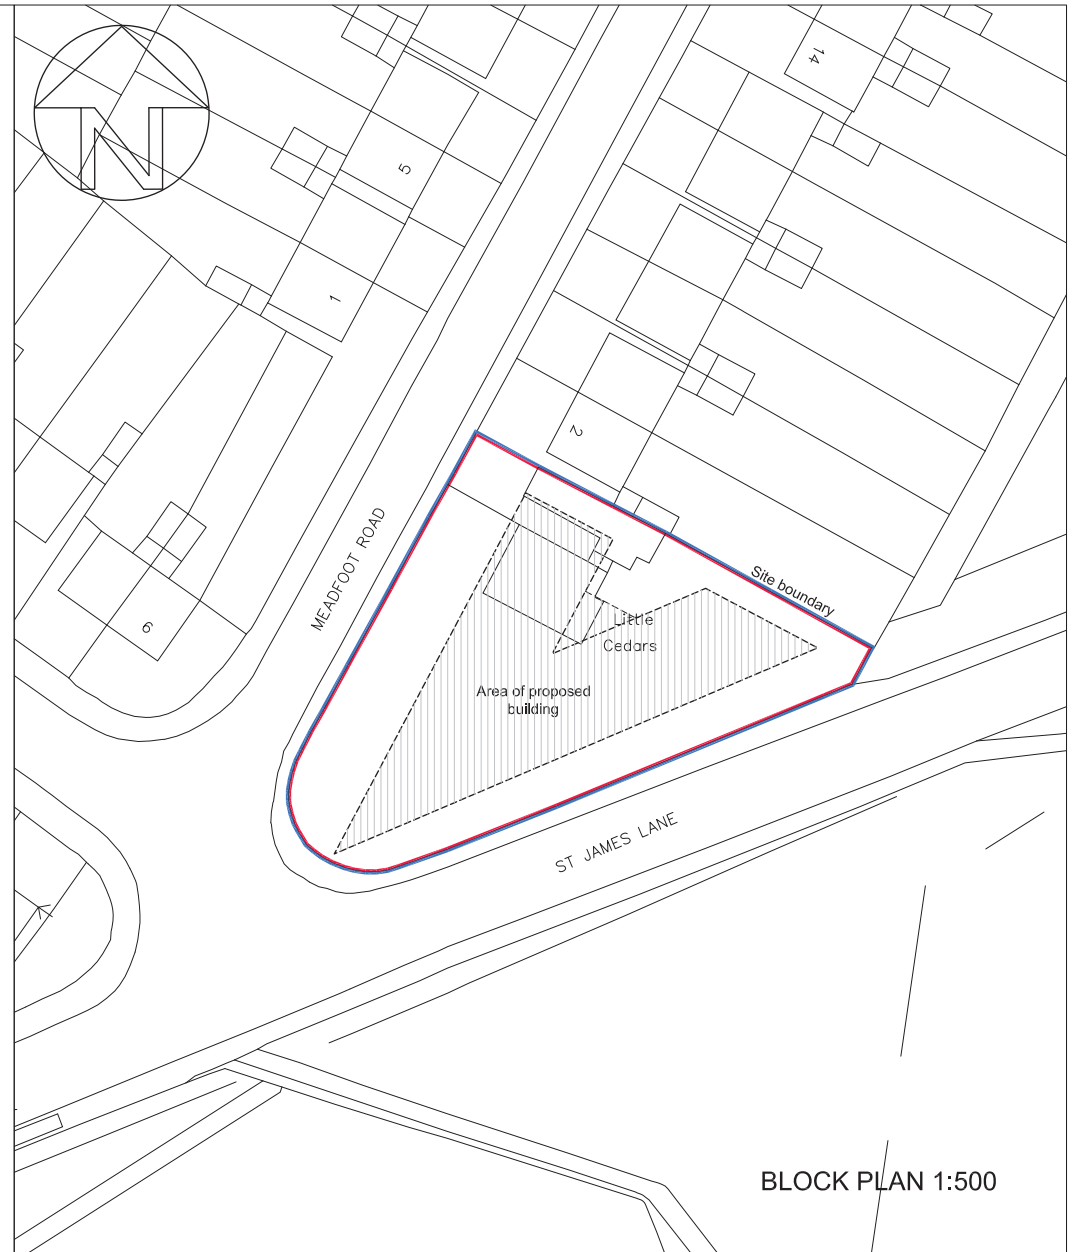 N
14
5
1
2
MEADFOOT ROAD
Site boundary
Little
Cedars
6
Area of proposed
building
ST JAMES LANE
BLOCK PLAN 1:500